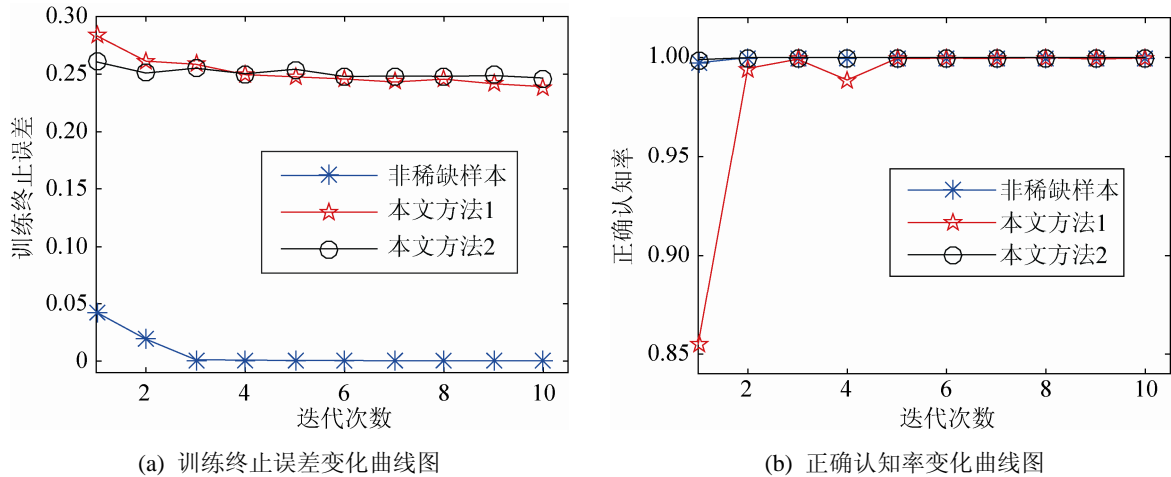 0.30
0.25
0.20
0.15
0.10
0.05
0
训练终止误差
非稀缺样本
本文方法1
本文方法2
2 4 6 8 10
迭代次数
(a) 训练终止误差变化曲线图
1.00
0.95
0.90
0.85
正确认知率
非稀缺样本
本文方法1
本文方法2
2 4 6 8 10
迭代次数
(b) 正确认知率变化曲线图